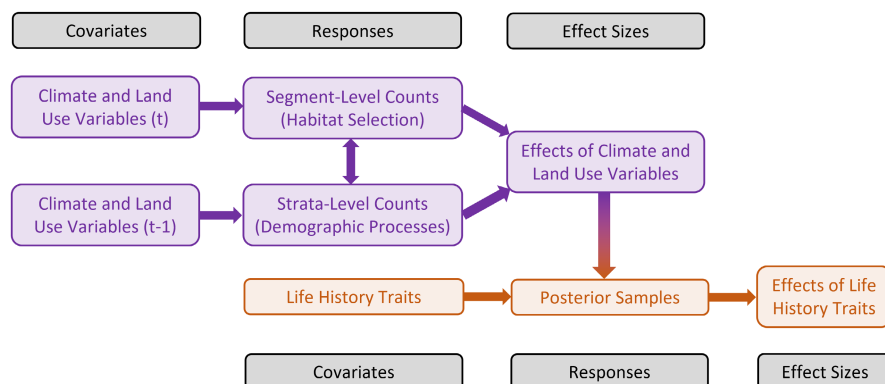 Covariates
Responses
Effect Sizes
Climate and Land
Use Variables (t)
Segment-Level Counts
(Habitat Selection)
Effects of Climate and
Land Use Variables
Climate and Land
Use Variables (t-1)
Strata-Level Counts
(Demographic Processes)
Life History Traits
Posterior Samples
Effects of Life
History Traits
Covariates
Responses
Effect Sizes